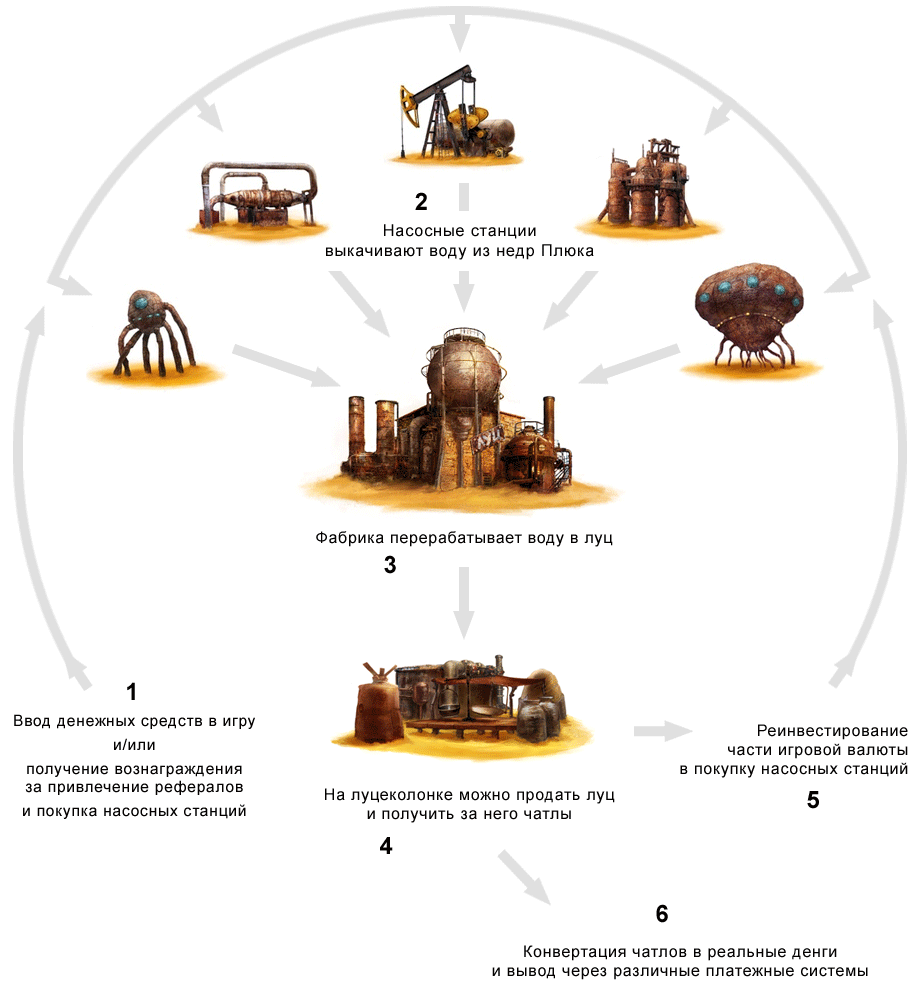 2
Насосные станции
выкачивают воду из недр Плюка
ЛУЦ
Фабрика перерабатывает воду в луц
3
1
Ввод денежных средств в игру
и/или
получение вознаграждения
за привлечение рефералов
и покупка насосных станций
На луцеколонке можно продать луц
и получить за него чатлы
4
Реинвестирование
части игровой валюты
в покупку насосных станций
5
6
Конвертация чатлов в реальные денги
и вывод через различные платежные системы